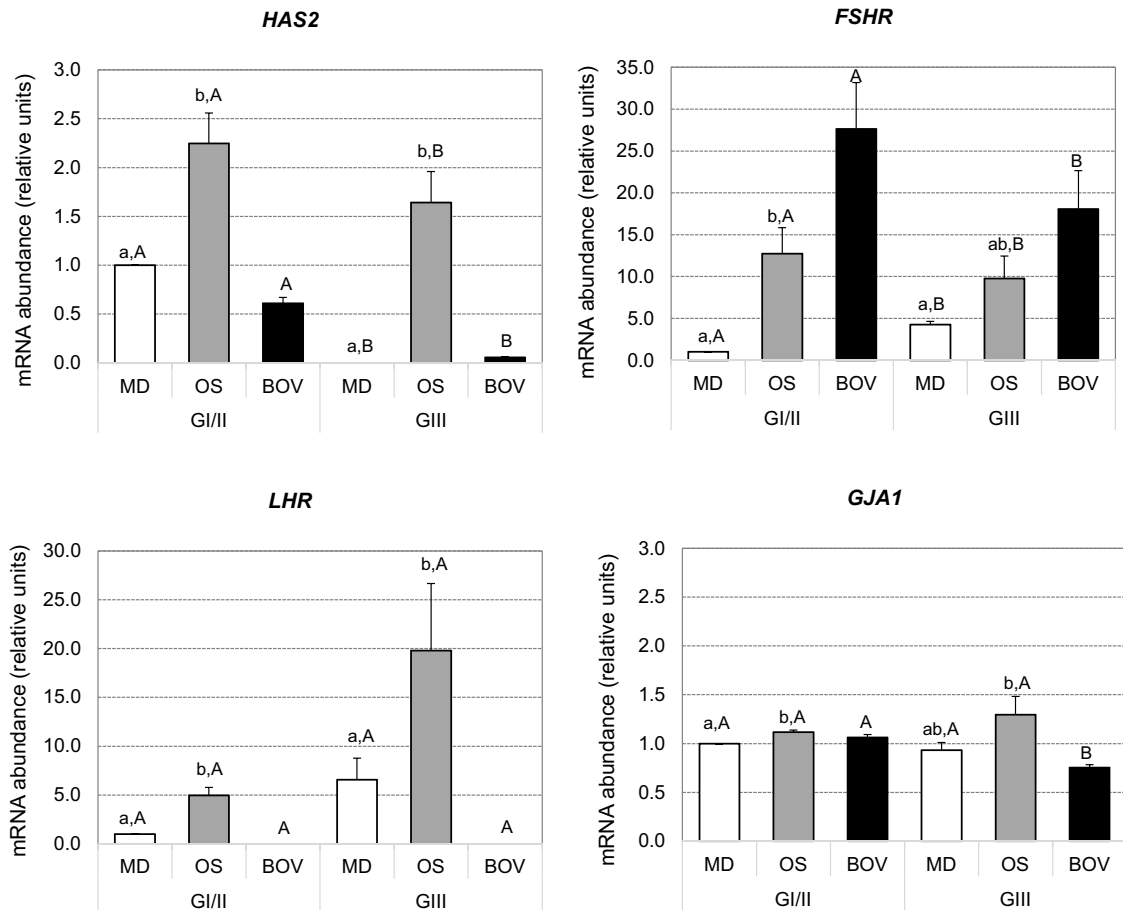 HAS2
mRNA abundance (relative units)
3.0
2.5
2.0
1.5
1.0
0.5
0.0
a,A
b,A
A
a,B
b,B
B
MD OS BOV MD OS BOV
GI/II GIII
FSHR
mRNA abundance (relative units)
35.0
30.0
25.0
20.0
15.0
10.0
5.0
0.0
a,A
b,A
A
a,B
ab,B
B
MD OS BOV MD OS BOV
GI/II GIII
LHR
mRNA abundance (relative units)
30.0
25.0
20.0
15.0
10.0
5.0
0.0
a,A
b,A
A
a,A
b,A
A
MD OS BOV MD OS BOV
GI/II GIII
GJA1
mRNA abundance (relative units)
3.0
2.5
2.0
1.5
1.0
0.5
0.0
a,A
b,A
A
ab,A
b,A
B
MD OS BOV MD OS BOV
GI/II GIII